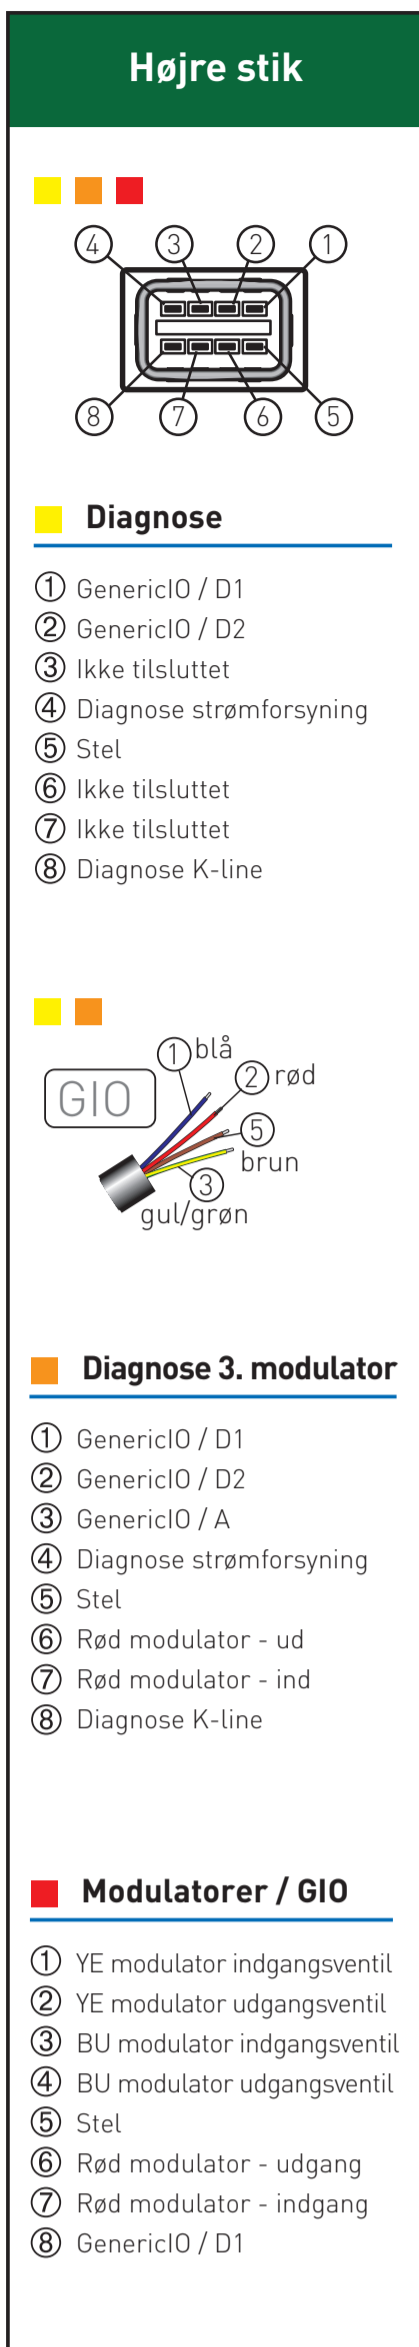 Højre stik
4 3 2 1
8 7 6 5
Diagnose
1 GenericIO / D1
2 GenericIO / D2
3 Ikke tilsluttet
4 Diagnose strømforsyning
5 Stel
6 Ikke tilsluttet
7 Ikke tilsluttet
8 Diagnose K-line
1 blå
GIO
2 rød
5
brun
3
gul/grøn
Diagnose 3. modulator
1 GenericIO / D1
2 GenericIO / D2
3 GenericIO / A
4 Diagnose strømforsyning
5 Stel
6 Rød modulator - ud
7 Rød modulator - ind
8 Diagnose K-line
Modulatorer / GIO
1 YE modulator indgangsventil
2 YE modulator udgangsventil
3 BU modulator indgangsventil
4 BU modulator udgangsventil
5 Stel
6 Rød modulator - udgang
7 Rød modulator - indgang
8 GenericIO / D1